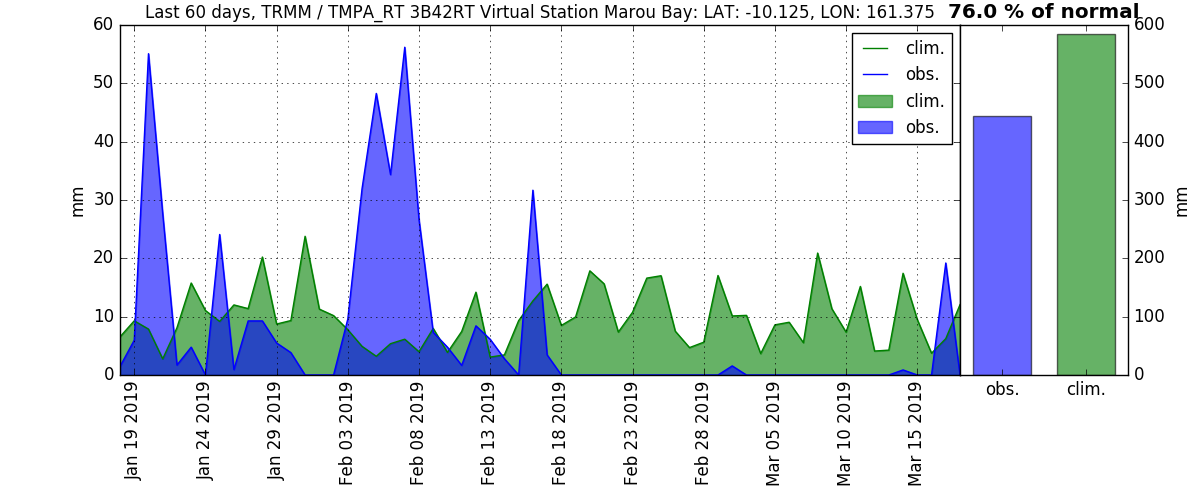 Last 60 days, TRMM / TMPA_RT 3B42RT Virtual Station Marou Bay: LAT: -10.125, LON: 161.375 76.0 % of normal
60
50
40
30
20
10
0
mm
clim.
obs.
clim.
obs.
600
500
400
300
200
100
0
mm
obs. clim.
Jan 19 2019
Jan 24 2019
Jan 29 2019
Feb 03 2019
Feb 08 2019
Feb 13 2019
Feb 18 2019
Feb 23 2019
Feb 28 2019
Mar 05 2019
Mar 10 2019
Mar 15 2019